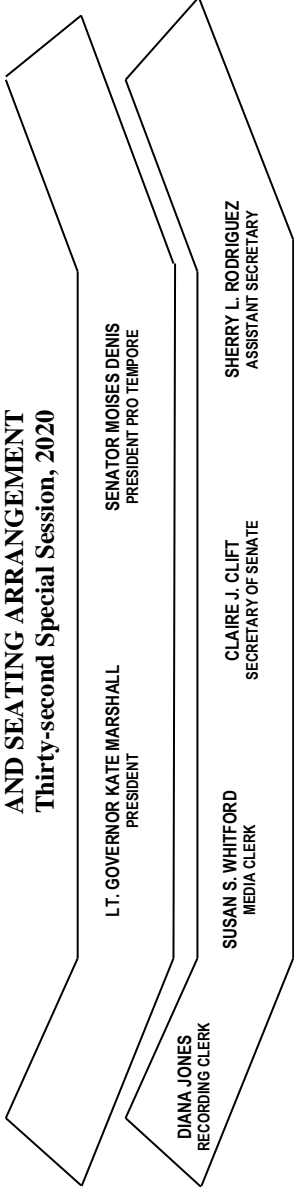 AND SEATING ARRANGEMENT
Thirty-second Special Session, 2020
LT. GOVERNOR KATE MARSHALL
PRESIDENT
SENATOR MOISES DENIS
PRESIDENT PRO TEMPORE
DIANA JONES
RECORDING CLERK
SUSAN S. WHITFORD
MEDIA CLERK
CLAIRE J. CLIFT
SECRETARY OF SENATE
SHERRY L. RODRIGUEZ
ASSISTANT SECRETARY